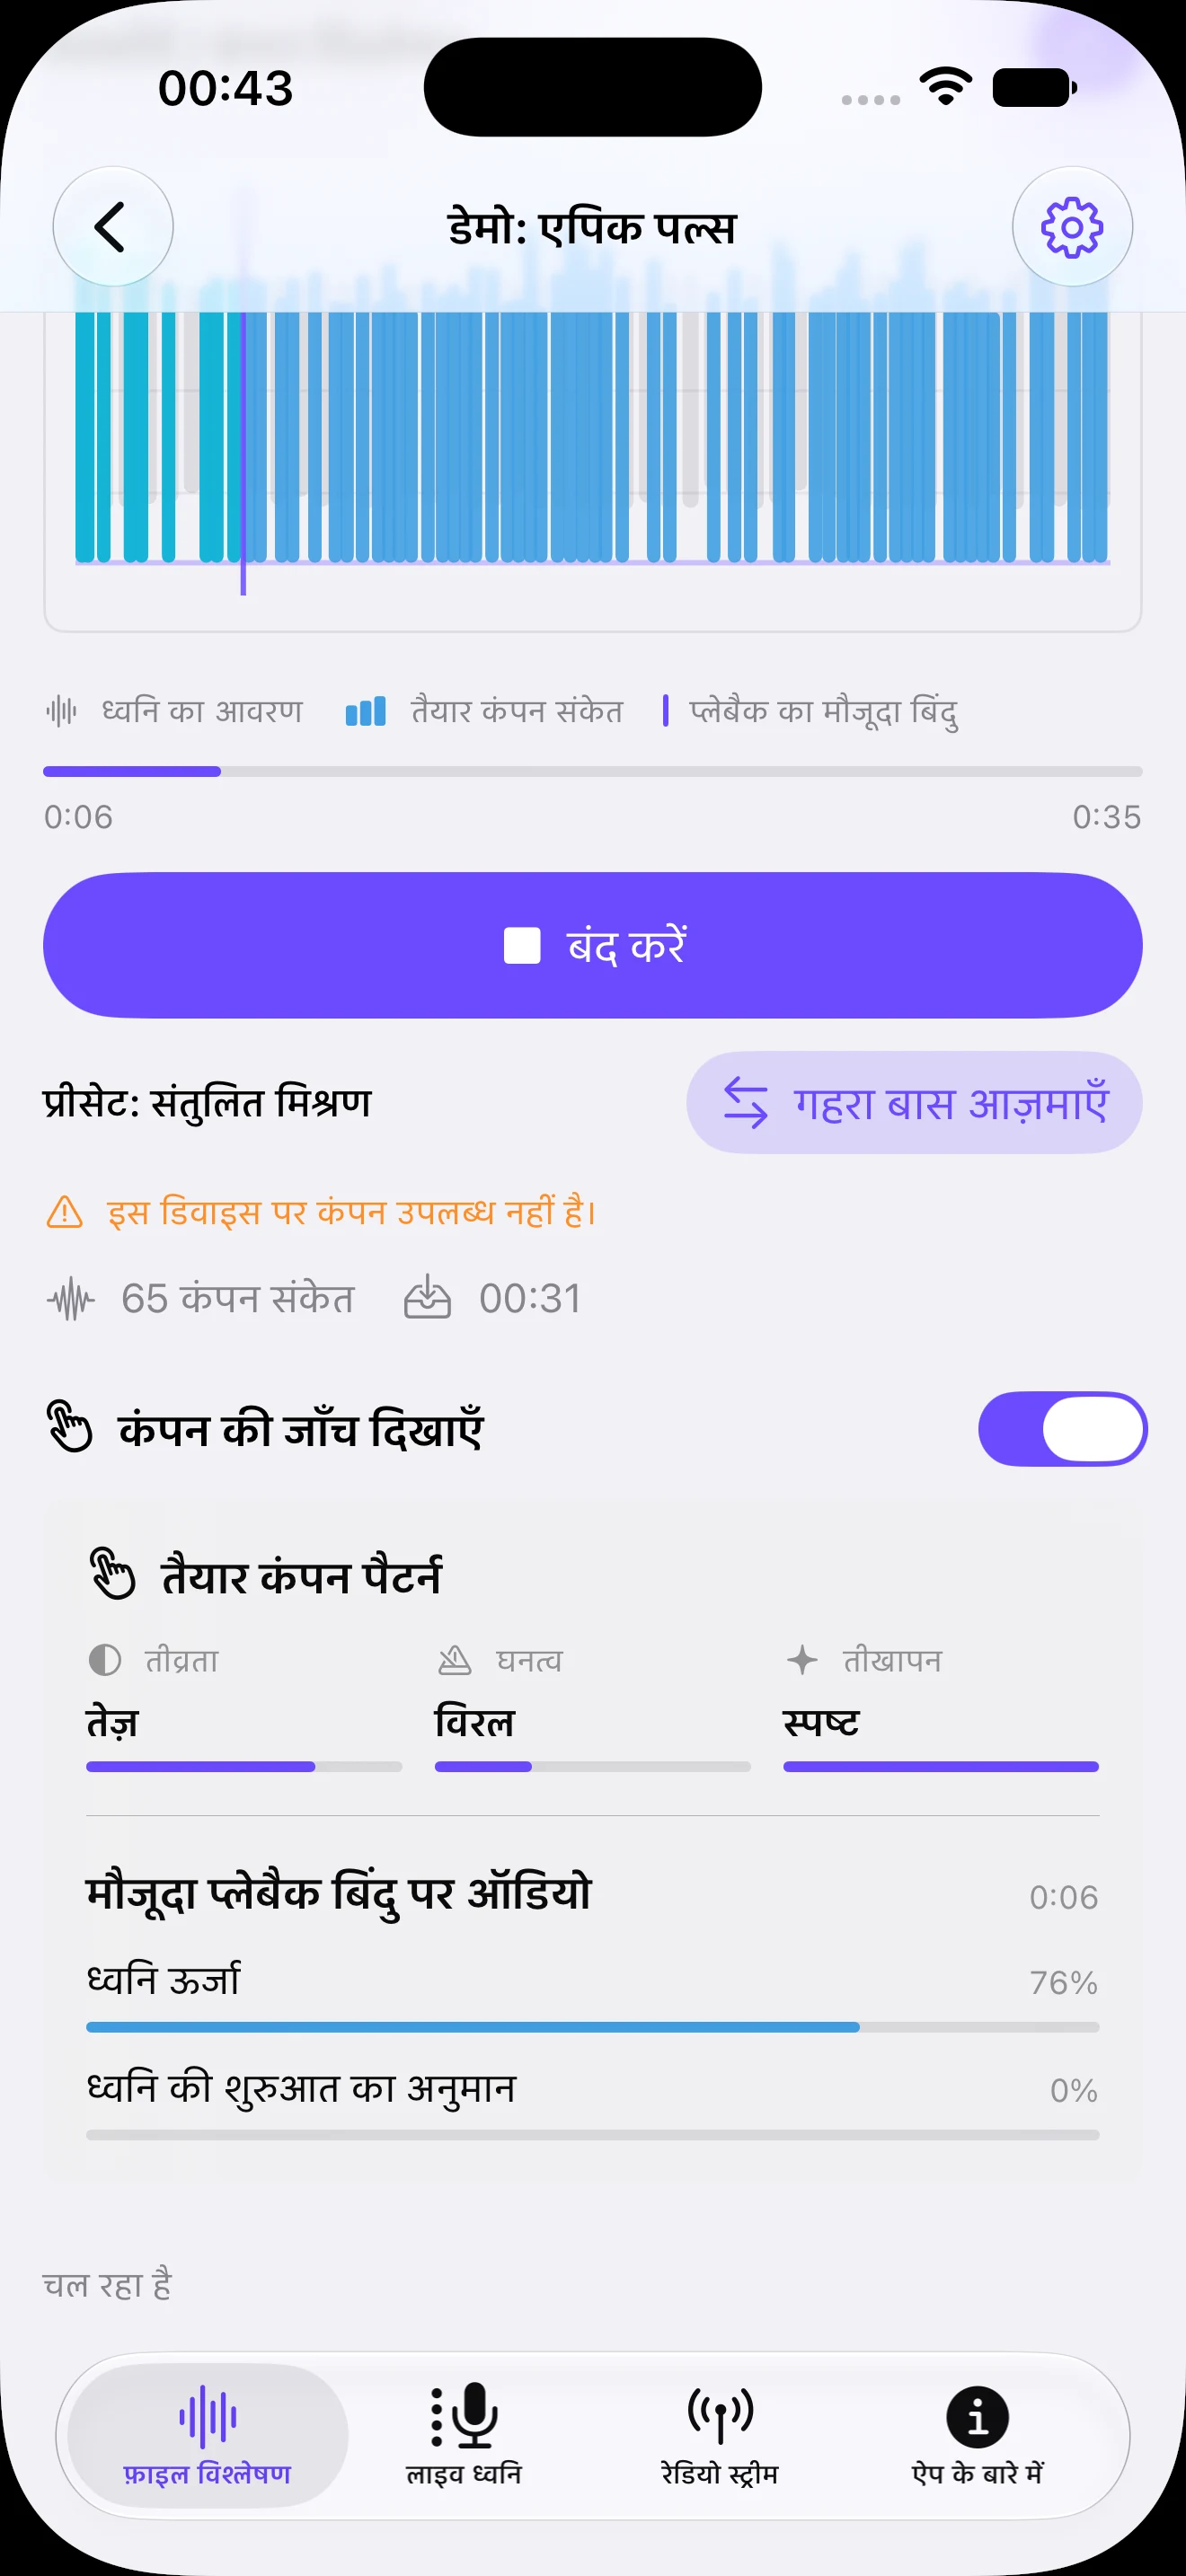 00:43
डेमो: एपिक पल्स
ध्वनि का आवरण तैयार कंपन संकेत प्लेबैक का मौजूदा बिंदु
0:06 0:35
बंद करें
प्रीसेट: संतुलित मिश्रण गहरा बास आज़माएँ
इस डिवाइस पर कंपन उपलब्ध नहीं है।
65 कंपन संकेत 00:31
कंपन की जाँच दिखाएँ
तैयार कंपन पैटर्न
तीव्रता घनत्व तीखापन
तेज़ विरल स्पष्ट
मौजूदा प्लेबैक बिंदु पर ऑडियो 0:06
ध्वनि ऊर्जा 76%
ध्वनि की शुरुआत का अनुमान 0%
चल रहा है
फ़ाइल विश्लेषण लाइव ध्वनि रेडियो स्ट्रीम ऐप के बारे में